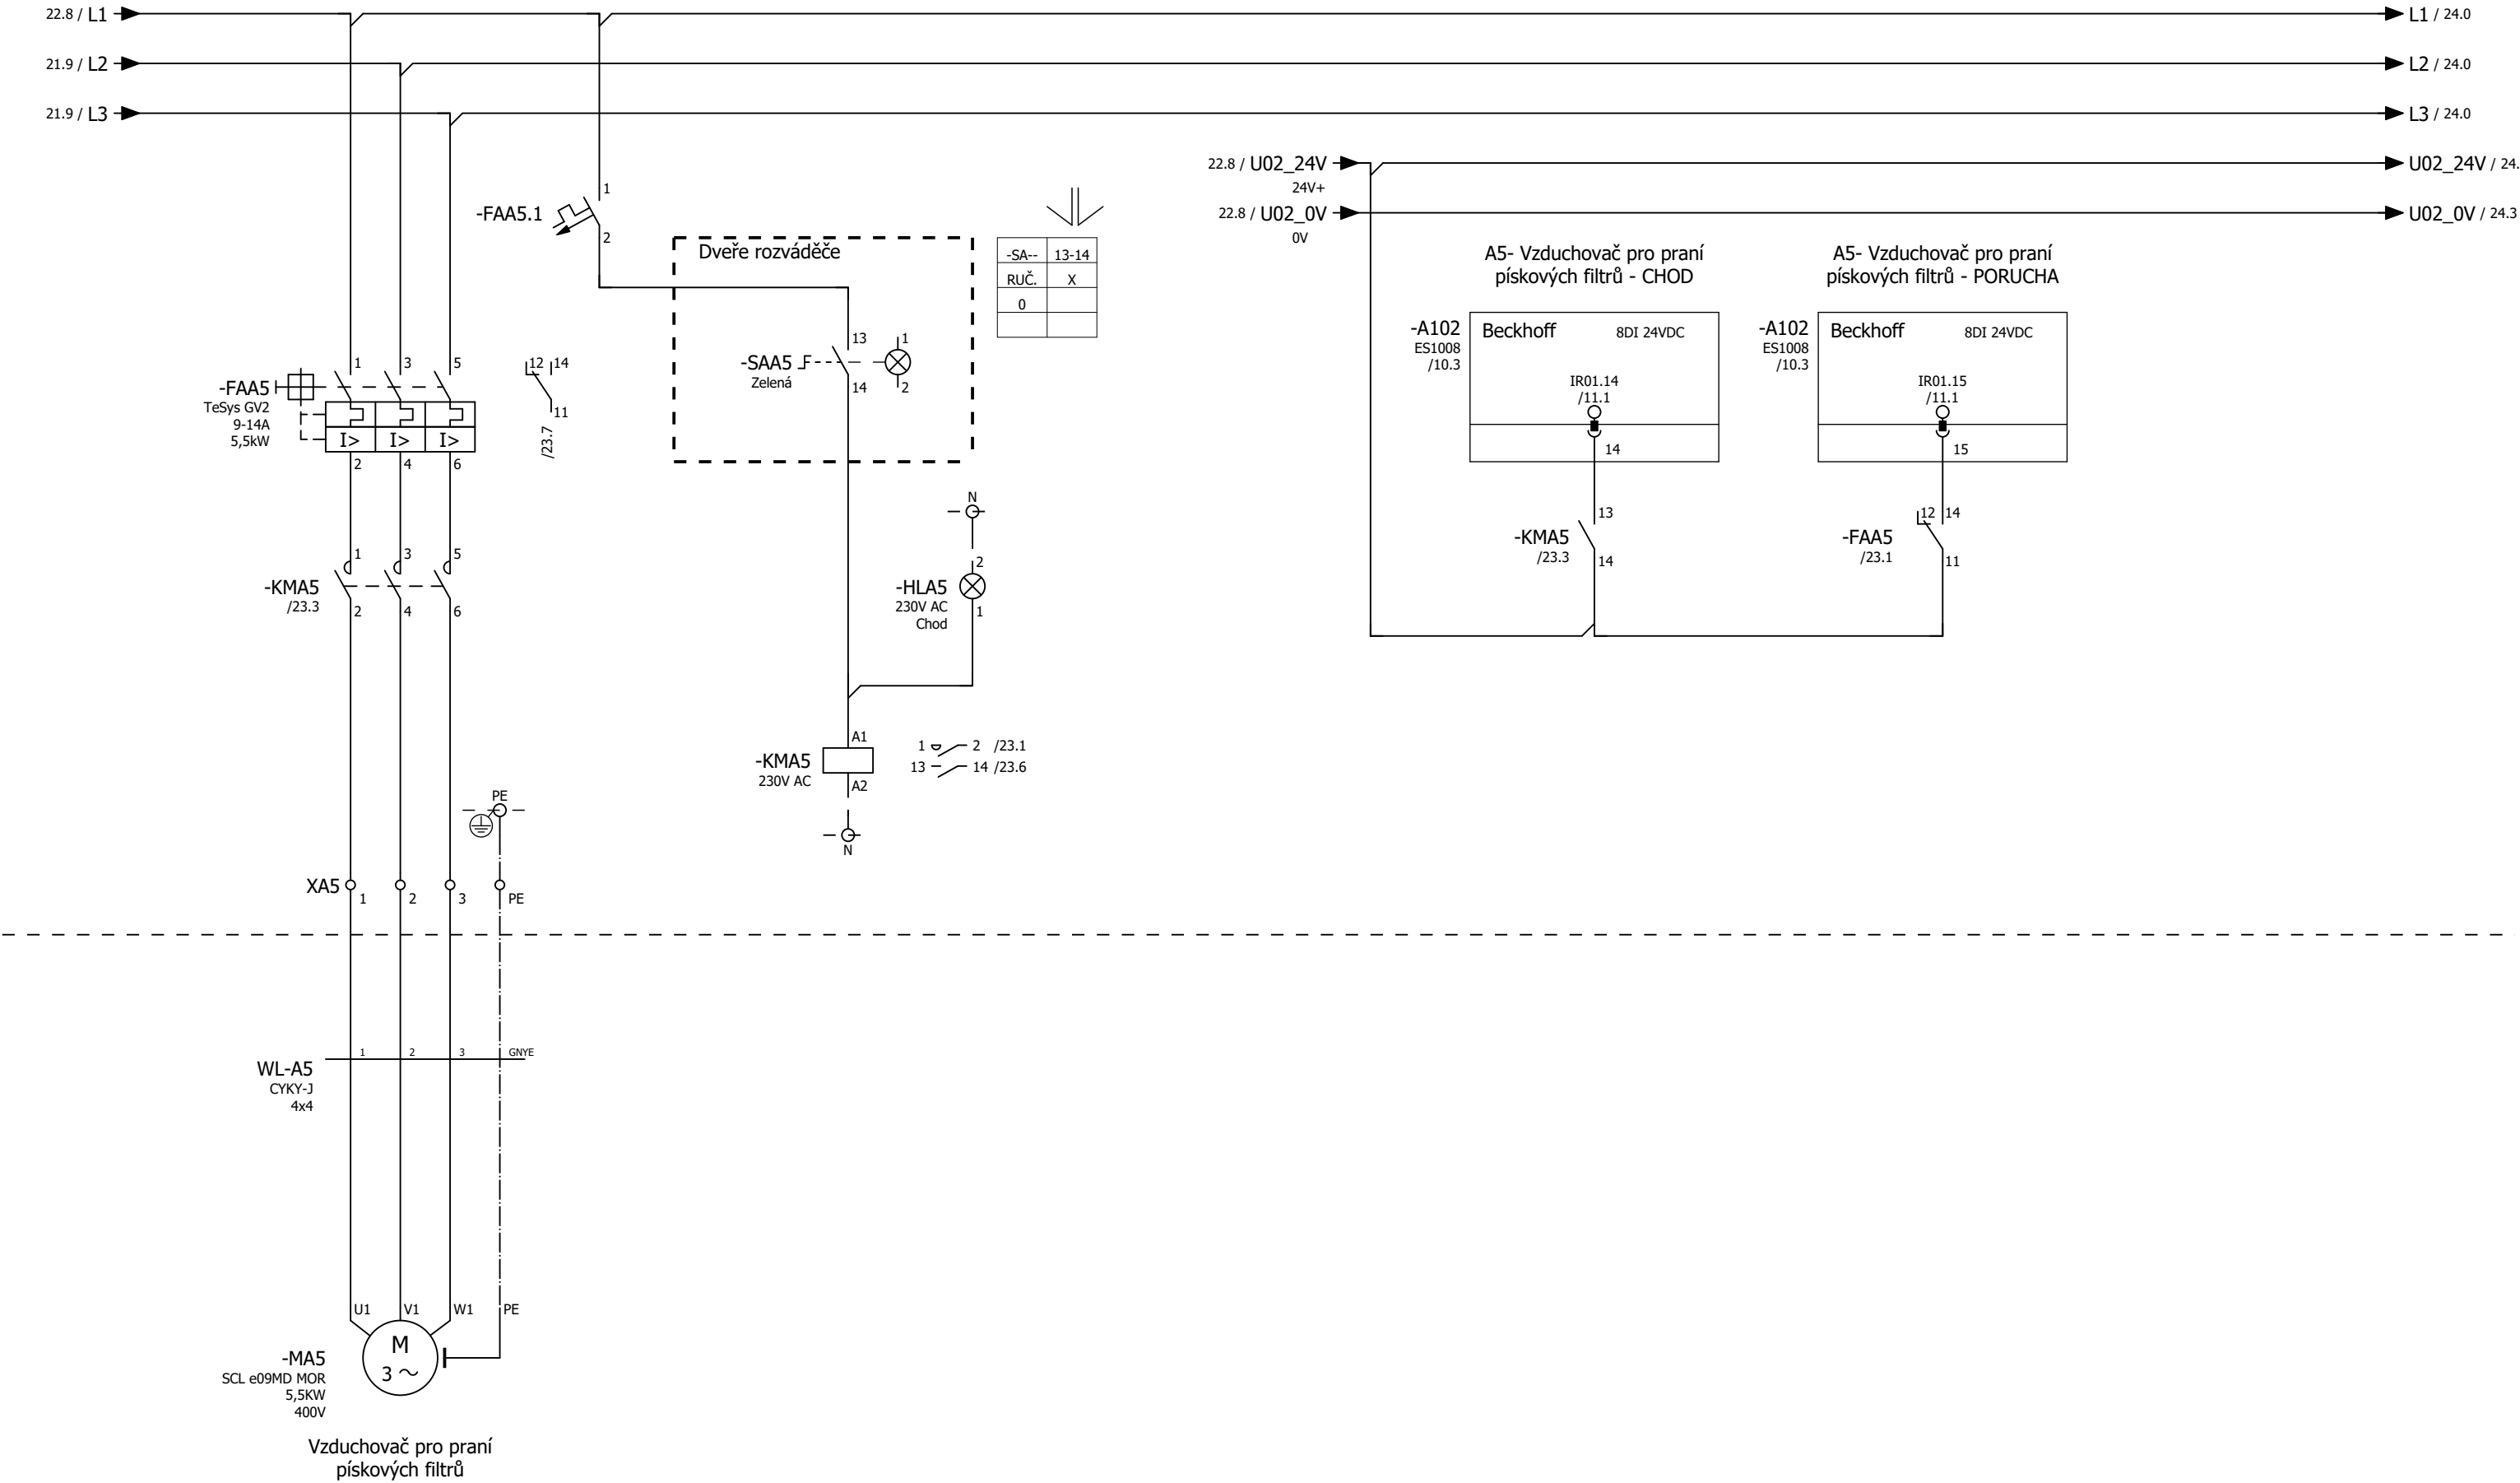 22.8 / L1
L1 / 24.0
21.9 / L2
L2 / 24.0
21.9 / L3
L3 / 24.0
22.8 / U02_24V
24V+
U02_24V / 24.
22.8 / U02_0V
0V
U02_0V / 24.3
-FAA5.1
1
2
Dveře rozváděče
-SA-- 13-14
RUČ. X
0
-SAA5
Zelená
13
14
1
2
A5- Vzduchovač pro praní
pískových filtrů - CHOD
A5- Vzduchovač pro praní
pískových filtrů - PORUCHA
-A102
ES1008
/10.3
Beckhoff 8DI 24VDC
IR01.14
/11.1
14
-A102
ES1008
/10.3
Beckhoff 8DI 24VDC
IR01.15
/11.1
15
-FAA5
TeSys GV2
9-14A
5,5kW
1 3 5
I> I> I>
2 4 6
12 14
11
/23.7
-KMA5
/23.3
13
14
-FAA5
/23.1
12 14
11
-KMA5
/23.3
1 3 5
2 4 6
N
2
-HLA5
230V AC
Chod
1
-KMA5
230V AC
A1
A2
N
1 2 /23.1
13 14 /23.6
PE
XA5
1 2 3 PE
WL-A5
CYKY-J
4x4
1 2 3 GNYE
U1 V1 W1 PE
M
3
-MA5
SCL e09MD MOR
5,5KW
400V
Vzduchovač pro praní
pískových filtrů